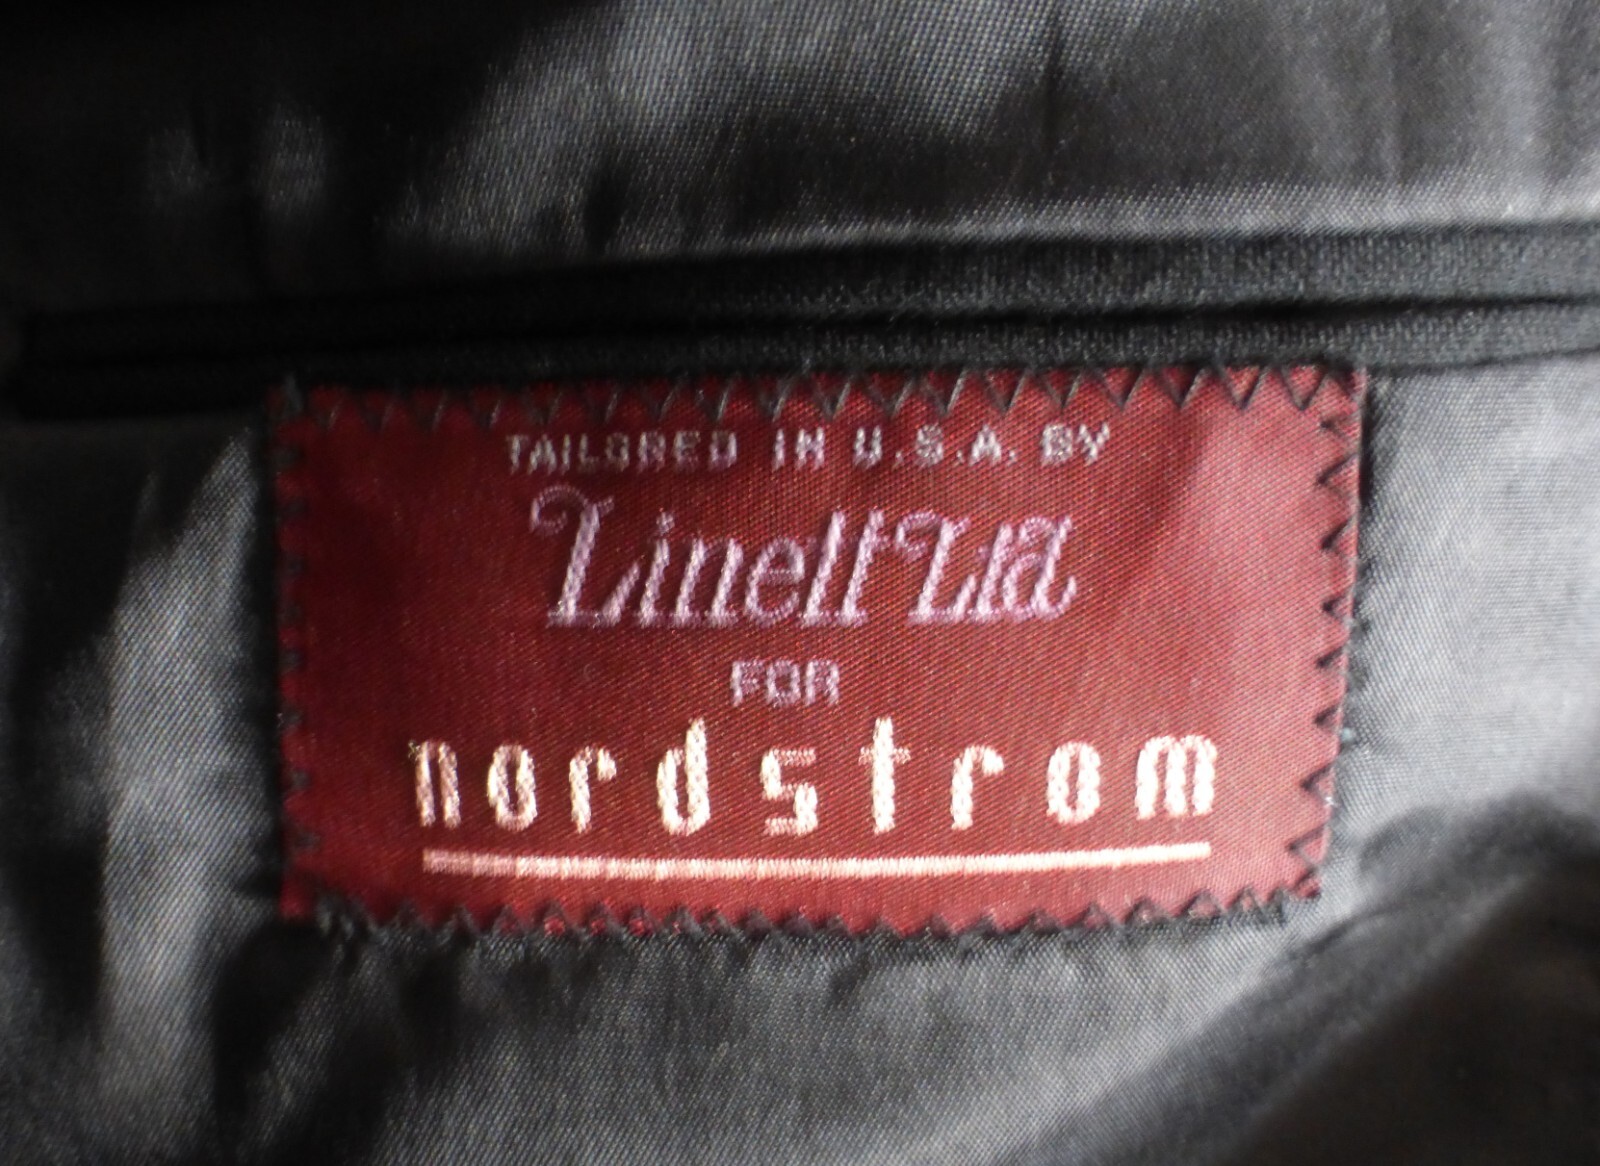 TAILORED IN U.S.A. BY
Linett Ltd
FOR
nordstrom